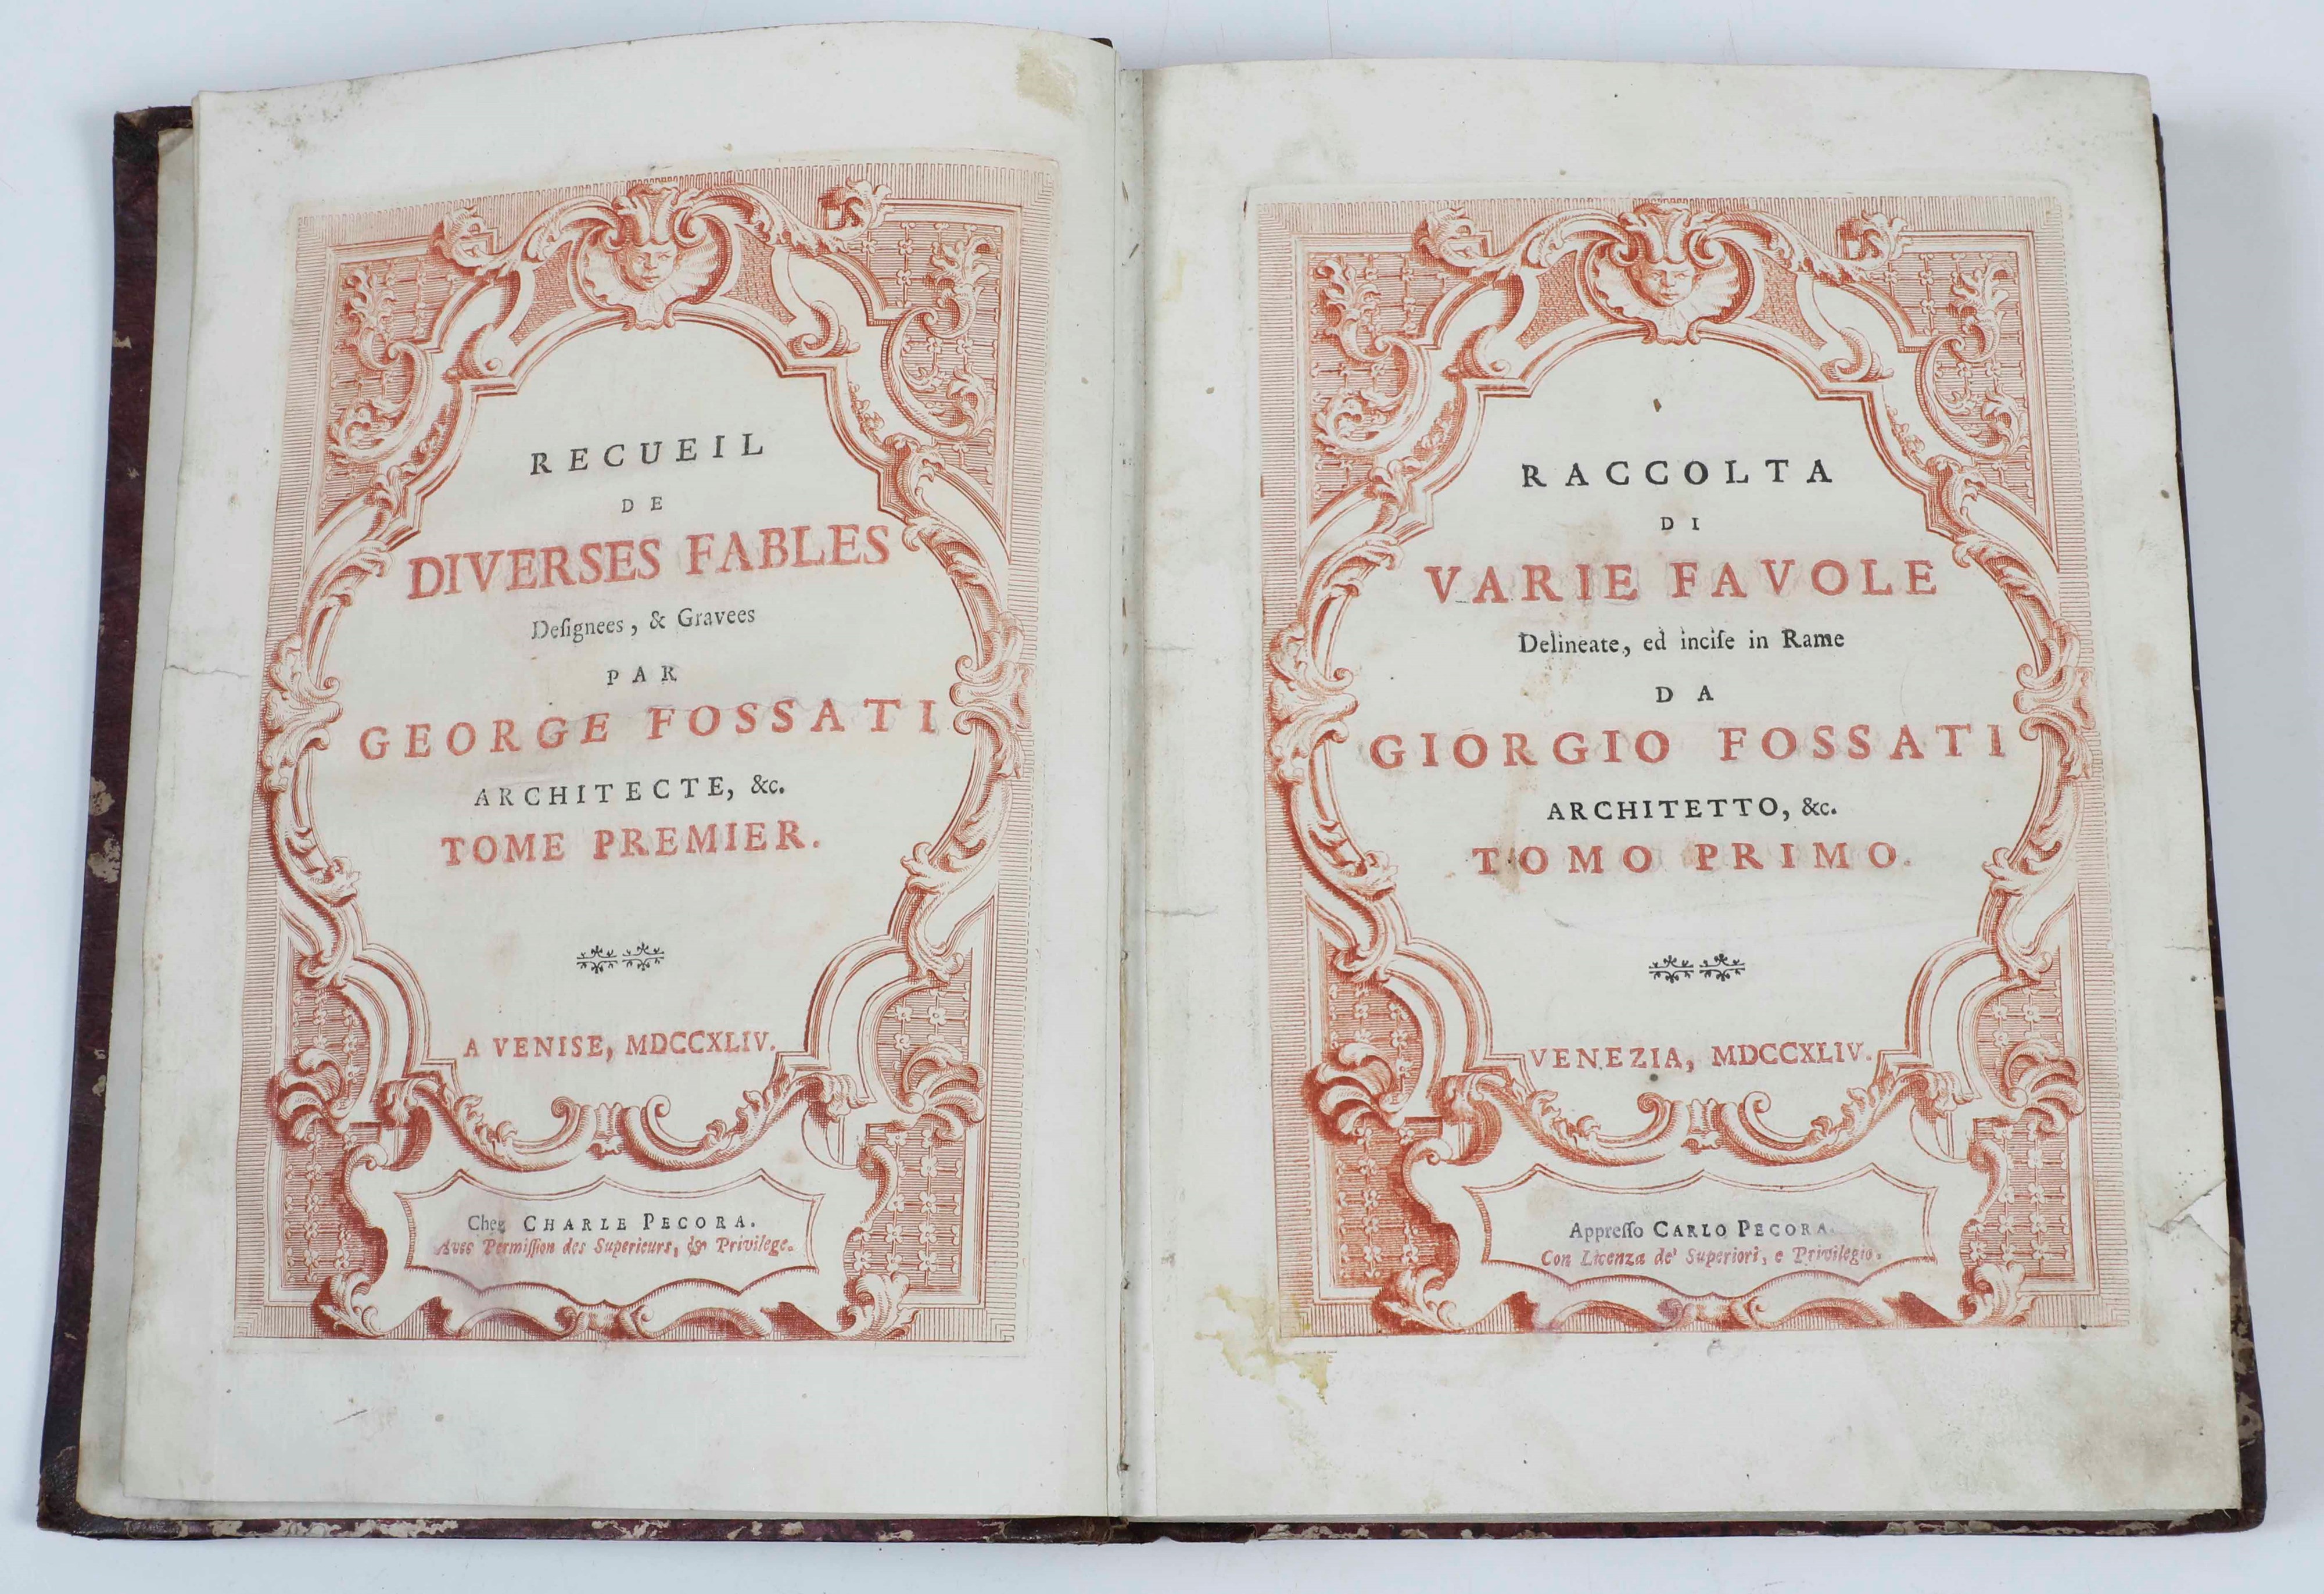 RECUEIL
DE
DIVERSES FABLES
Deſignees, & Gravees
PAR
GEORGE FOSSATI
ARCHITECTE, &c.
TOME PREMIER.
A VENISE, MDCCXLIV.
Chez CHARLE PECORA.
Avec Permiſſion des Superieurs, & Privilege.
RACCOLTA
DI
VARIE FAVOLE
Delineate, ed inciſe in Rame
DA
GIORGIO FOSSATI
ARCHITETTO, &c.
TOMO PRIMO.
VENEZIA, MDCCXLIV.
Appreſſo CARLO PECORA.
Con Licenza de' Superiori, e Privilegio.